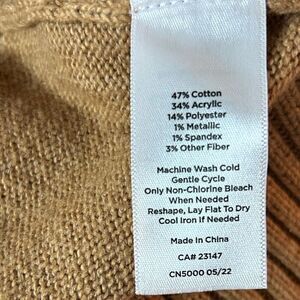 47% Cotton
34% Acrylic
14% Polyester
1% Metallic
1% Spandex
3% Other Fiber
Machine Wash Cold
Gentle Cycle
Only Non-Chlorine Bleach
When Needed
Reshape, Lay Flat To Dry
Cool Iron If Needed
Made in China
CA# 23147
CN5000 05/22